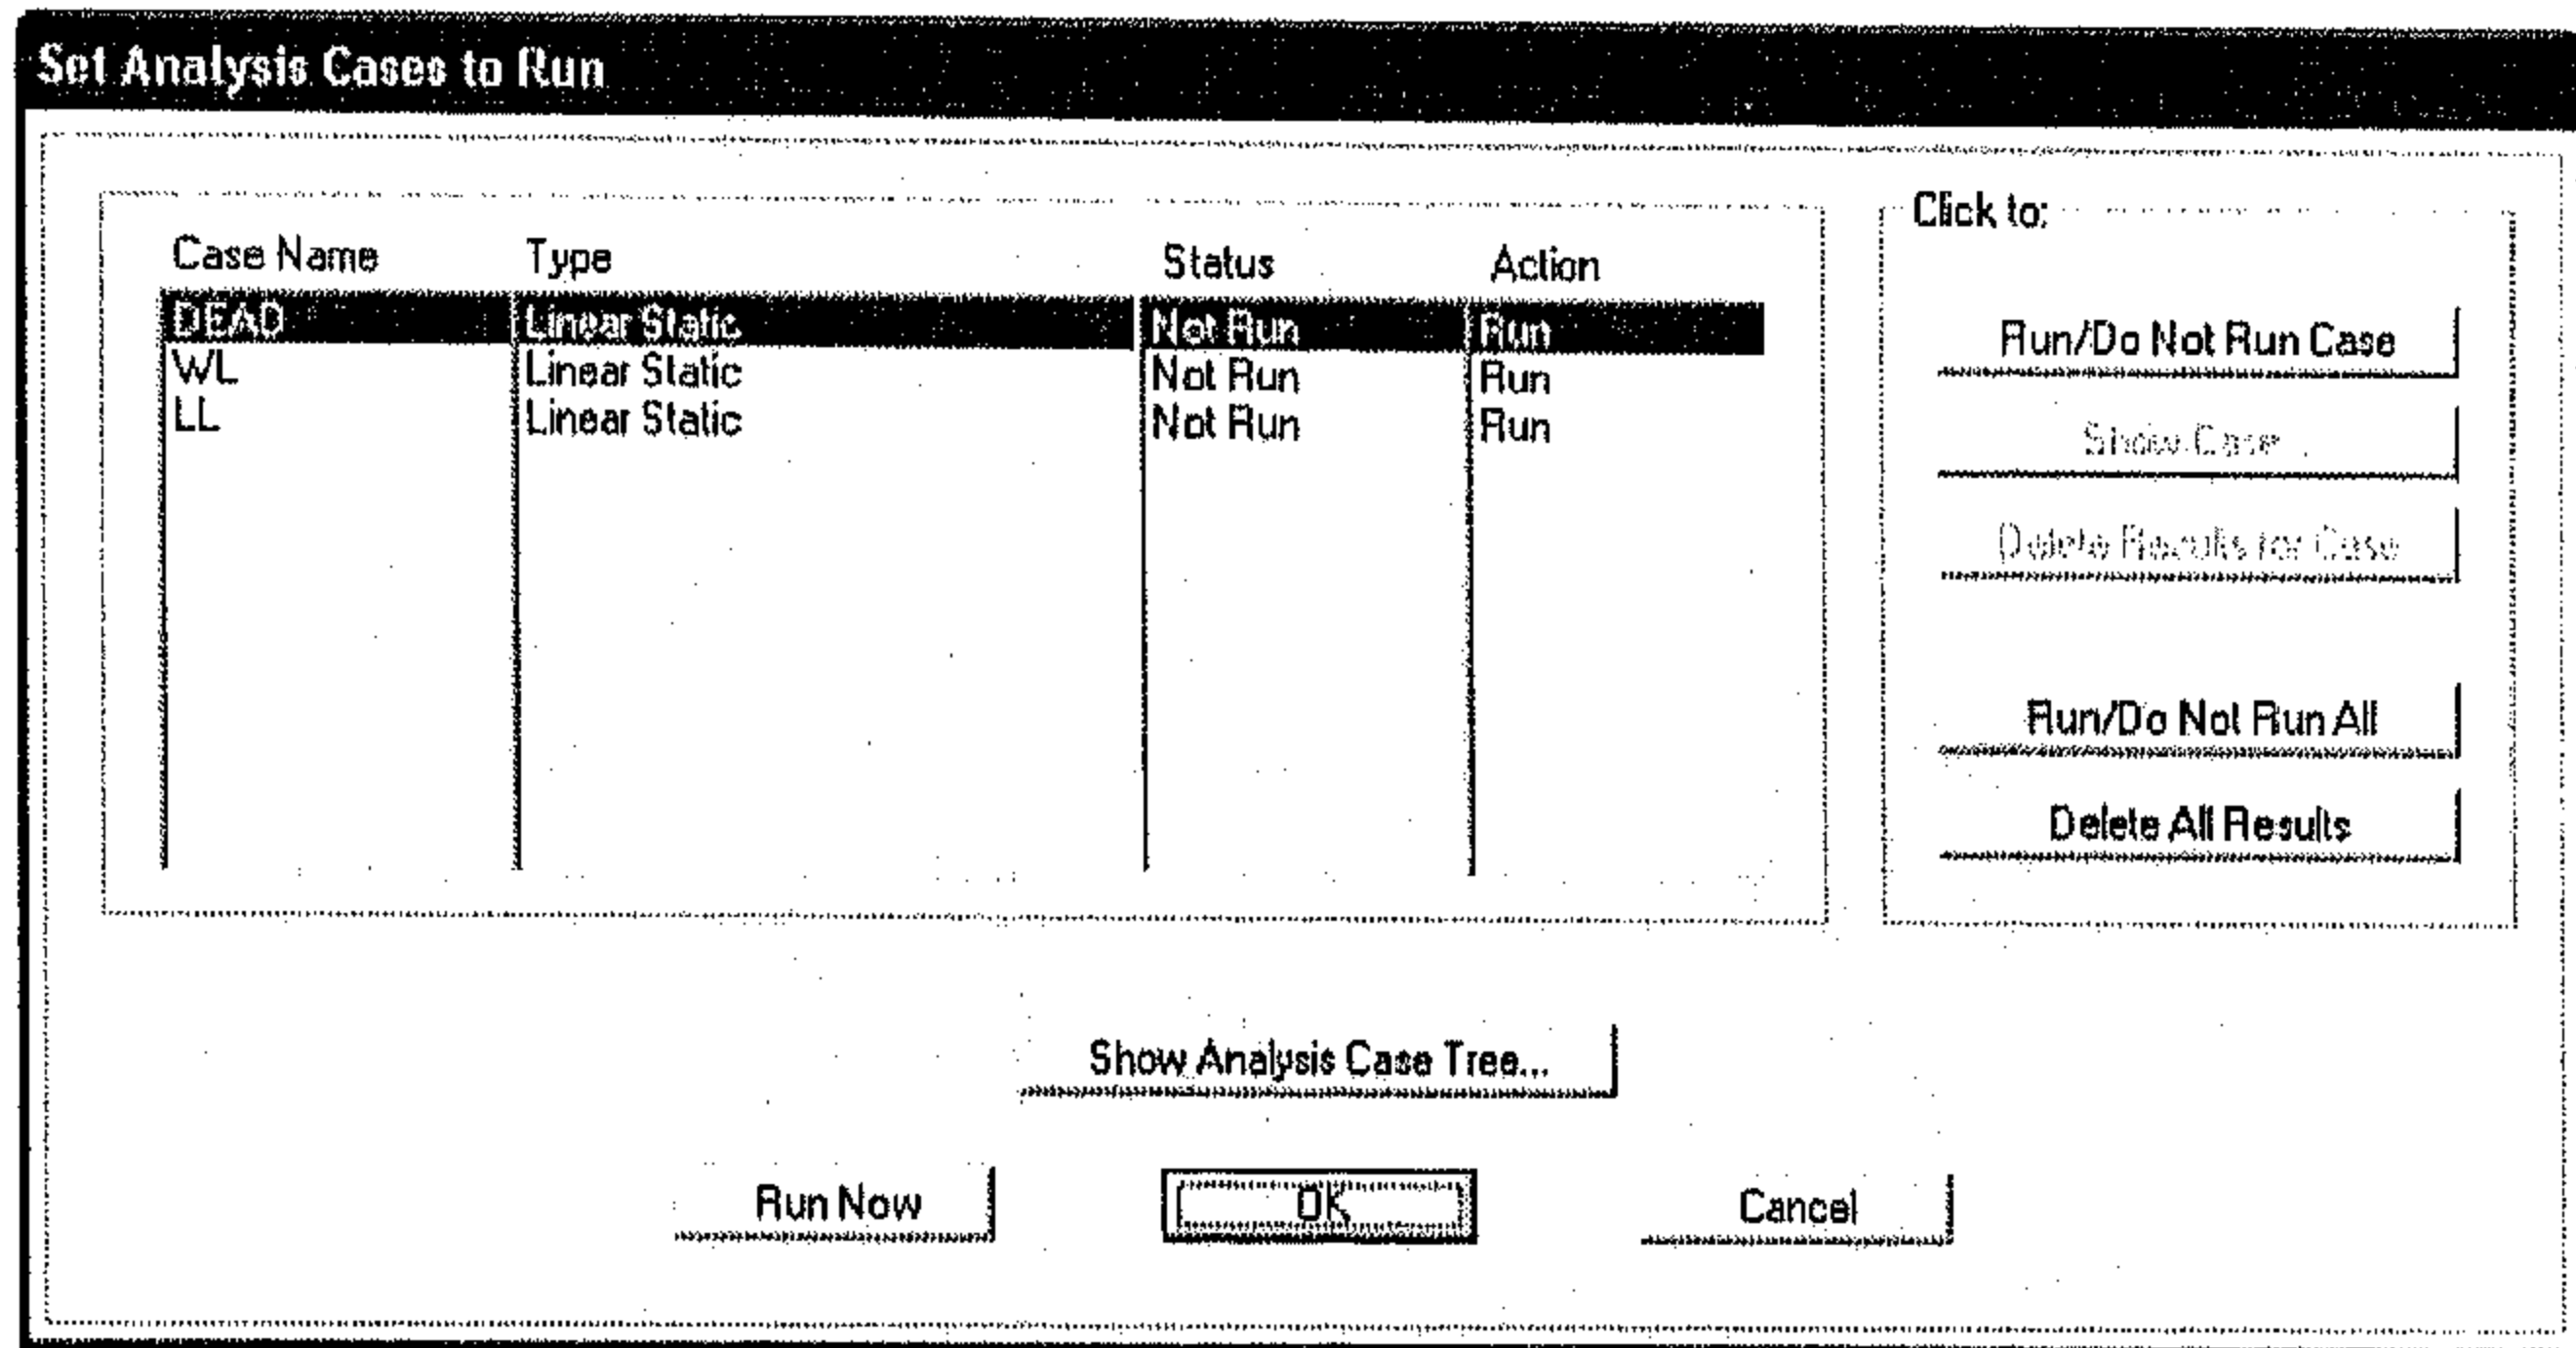 Set Analysis Cases to Run
Case Name Type Status Action
DEAD Linear Static Not Run Run
WL Linear Static Not Run Run
LL Linear Static Not Run Run
Click to:
Run/Do Not Run Case
Show Case...
Delete Results for Case
Run/Do Not Run All
Delete All Results
Show Analysis Case Tree...
Run Now OK Cancel